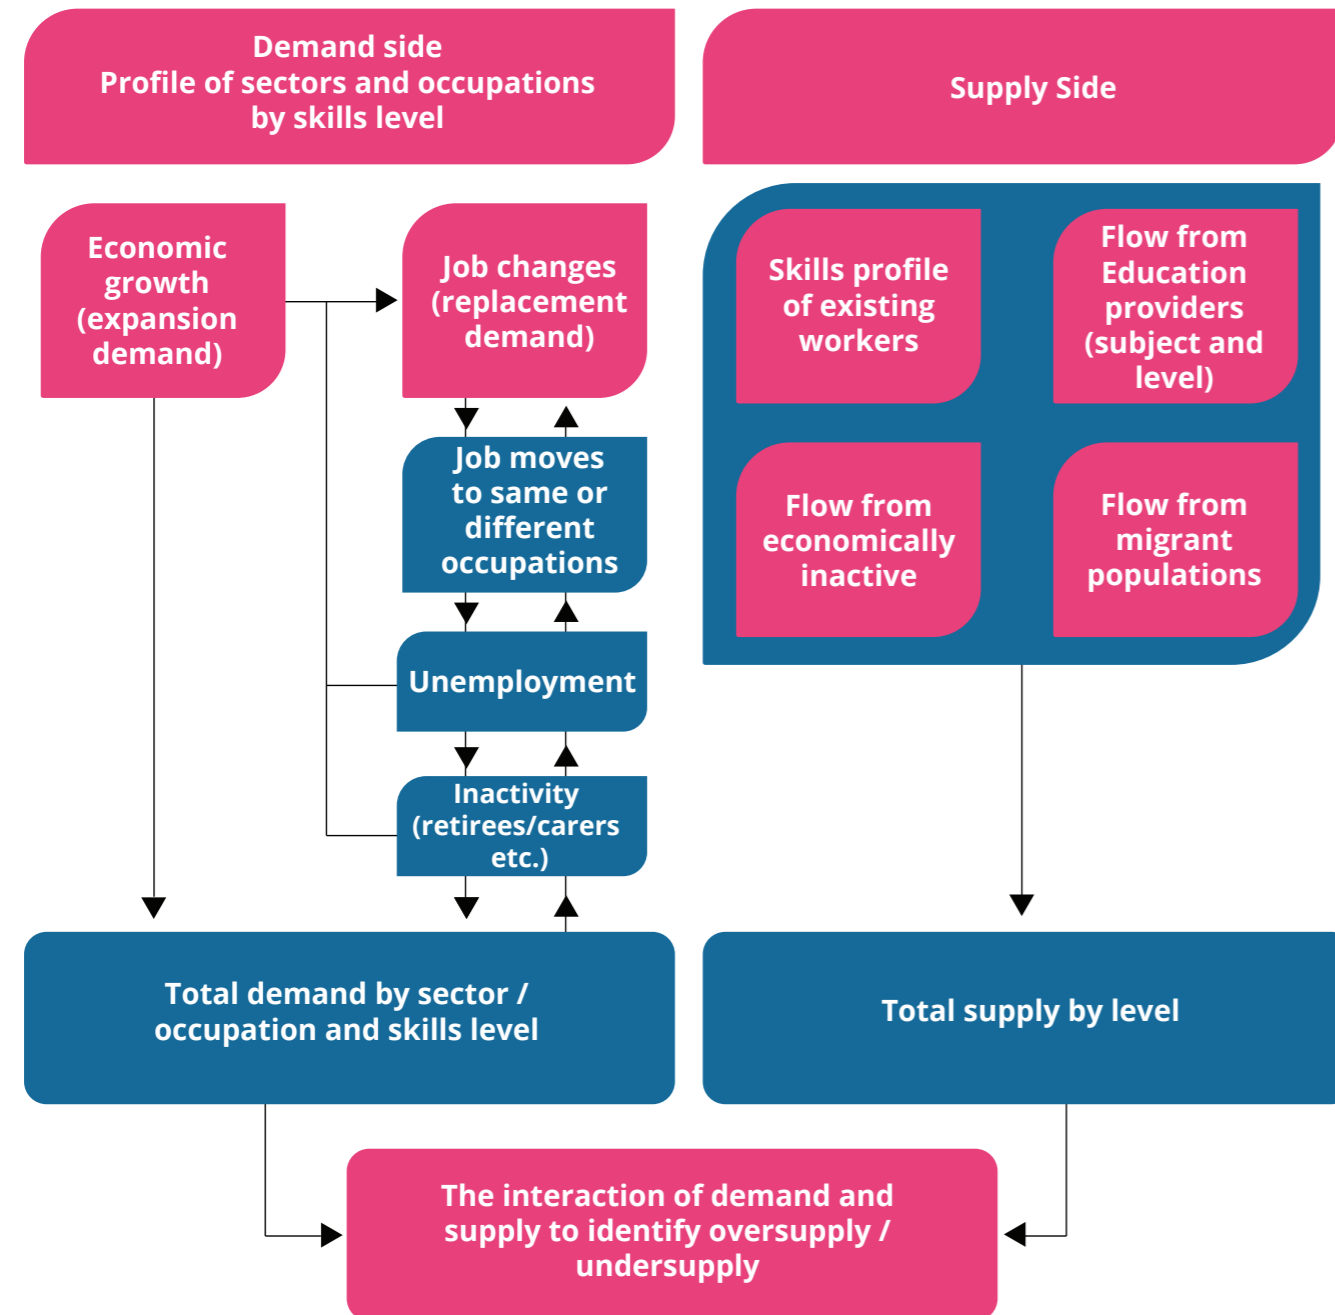 Demand side
Profile of sectors and occupations
by skills level
Supply Side
Economic
growth
(expansion
demand)
Job changes
(replacement
demand)
Job moves
to same or
different
occupations
Unemployment
Inactivity
(retirees/carers
etc.)
Skills profile
of existing
workers
Flow from
Education
providers
(subject and
level)
Flow from
economically
inactive
Flow from
migrant
populations
Total demand by sector /
occupation and skills level
Total supply by level
The interaction of demand and
supply to identify oversupply /
undersupply